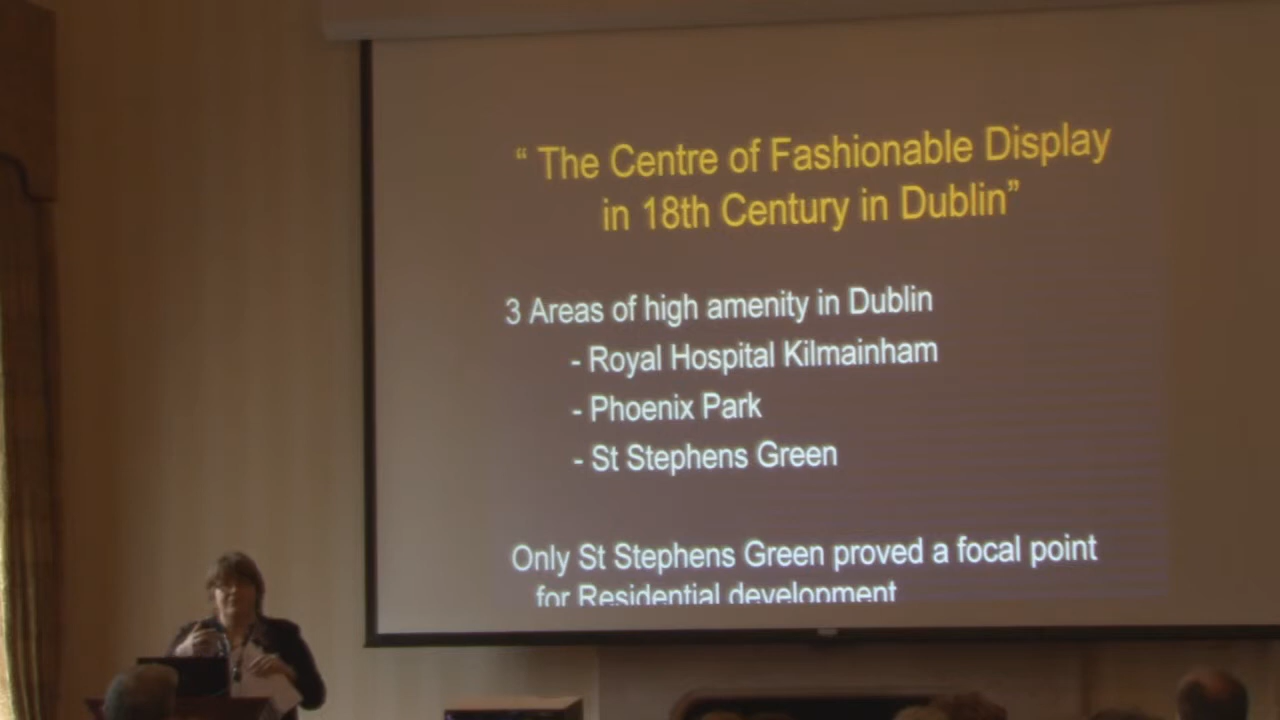 “ The Centre of Fashionable Display
in 18th Century in Dublin”
3 Areas of high amenity in Dublin
- Royal Hospital Kilmainham
- Phoenix Park
- St Stephens Green
Only St Stephens Green proved a focal point
for Residential development